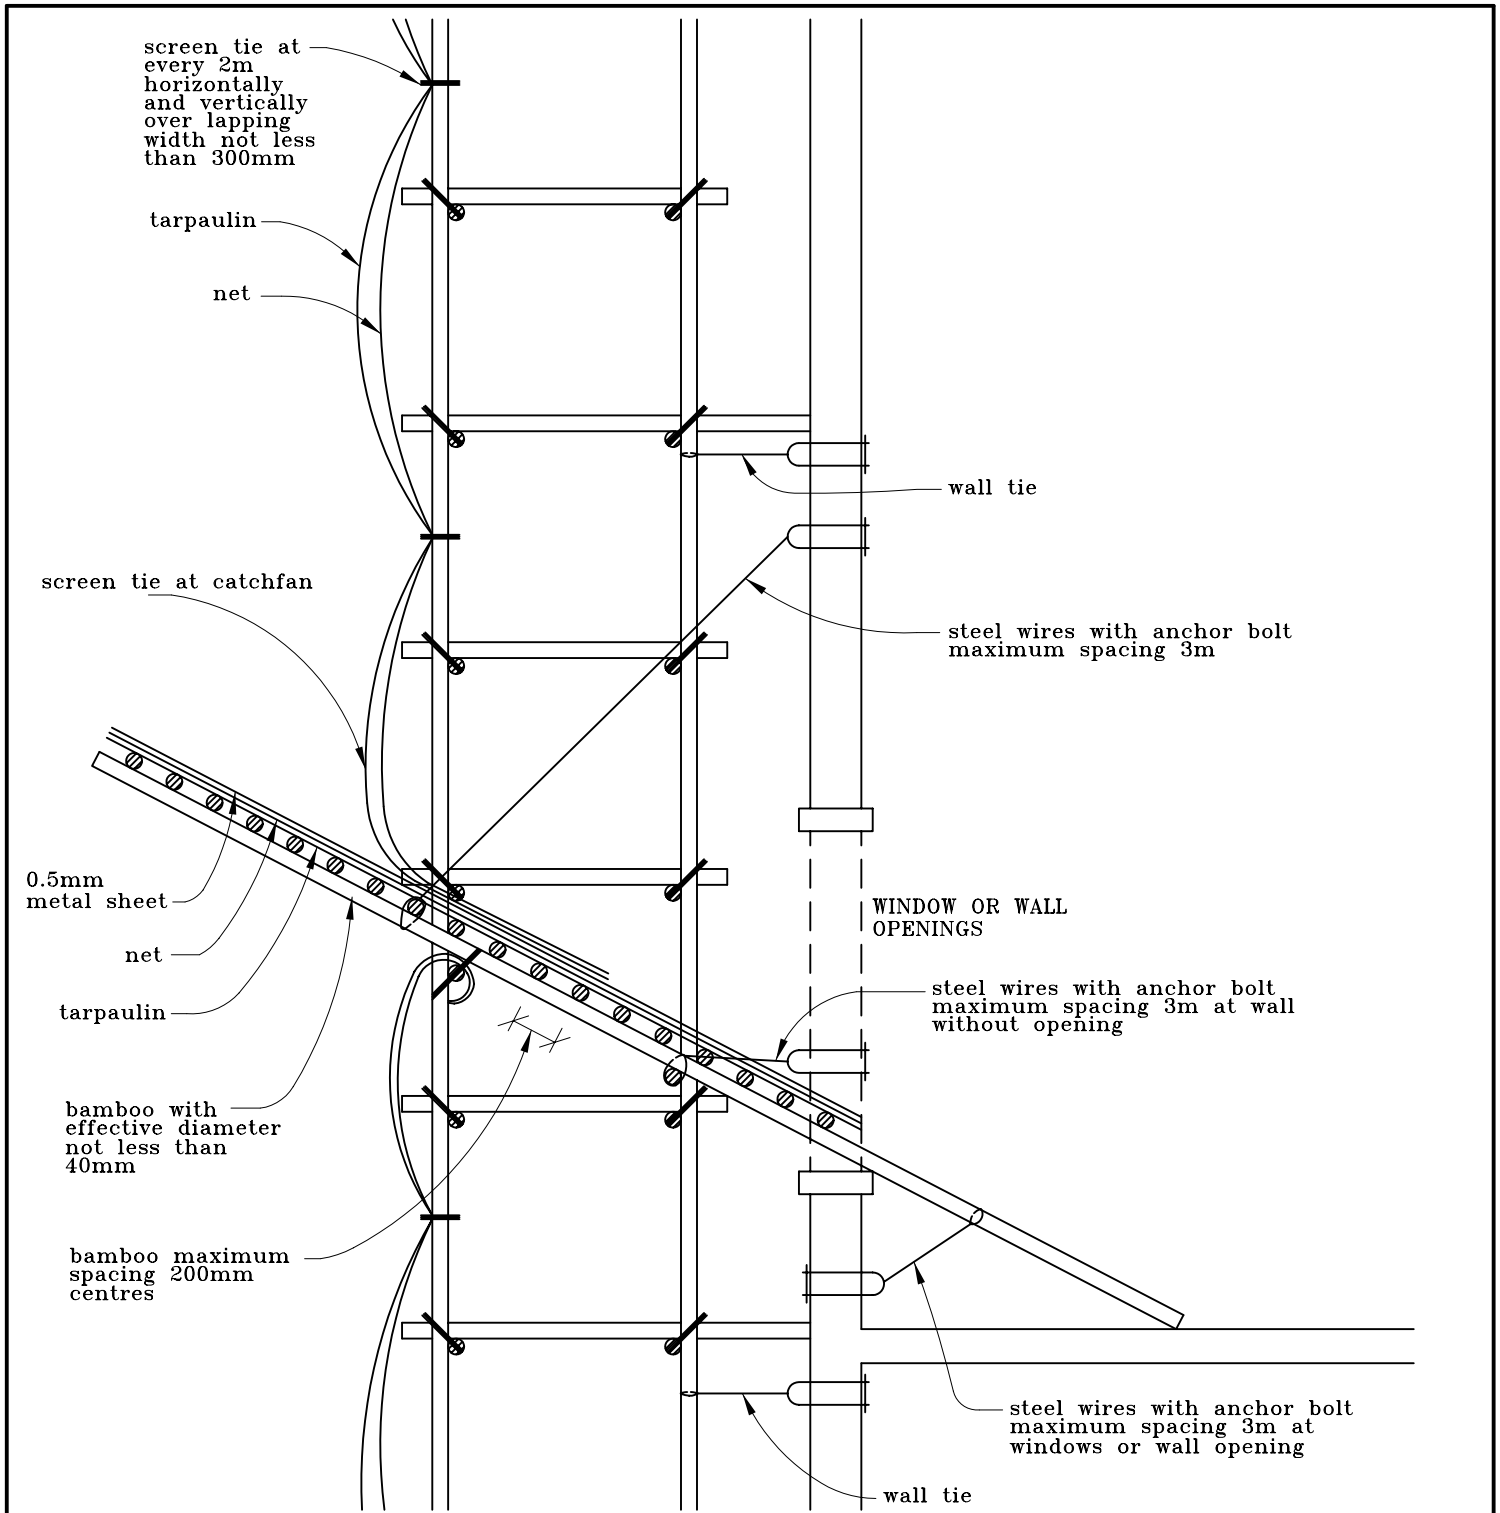 screen tie at
every 2m
horizontally
and vertically
over lapping
width not less
than 300mm
tarpaulin
net
wall tie
screen tie at catchfan
steel wires with anchor bolt
maximum spacing 3m
0.5mm
metal sheet
net
tarpaulin
WINDOW OR WALL
OPENINGS
steel wires with anchor bolt
maximum spacing 3m at wall
without opening
bamboo with
effective diameter
not less than
40mm
bamboo maximum
spacing 200mm
centres
steel wires with anchor bolt
maximum spacing 3m at
windows or wall opening
wall tie